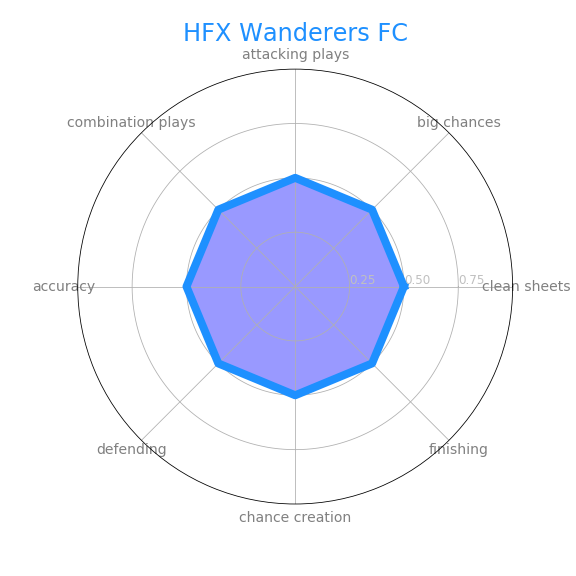 HFX Wanderers FC
attacking plays
combination plays
big chances
0.25
0.50
0.75
accuracy
clean sheets
defending
finishing
chance creation